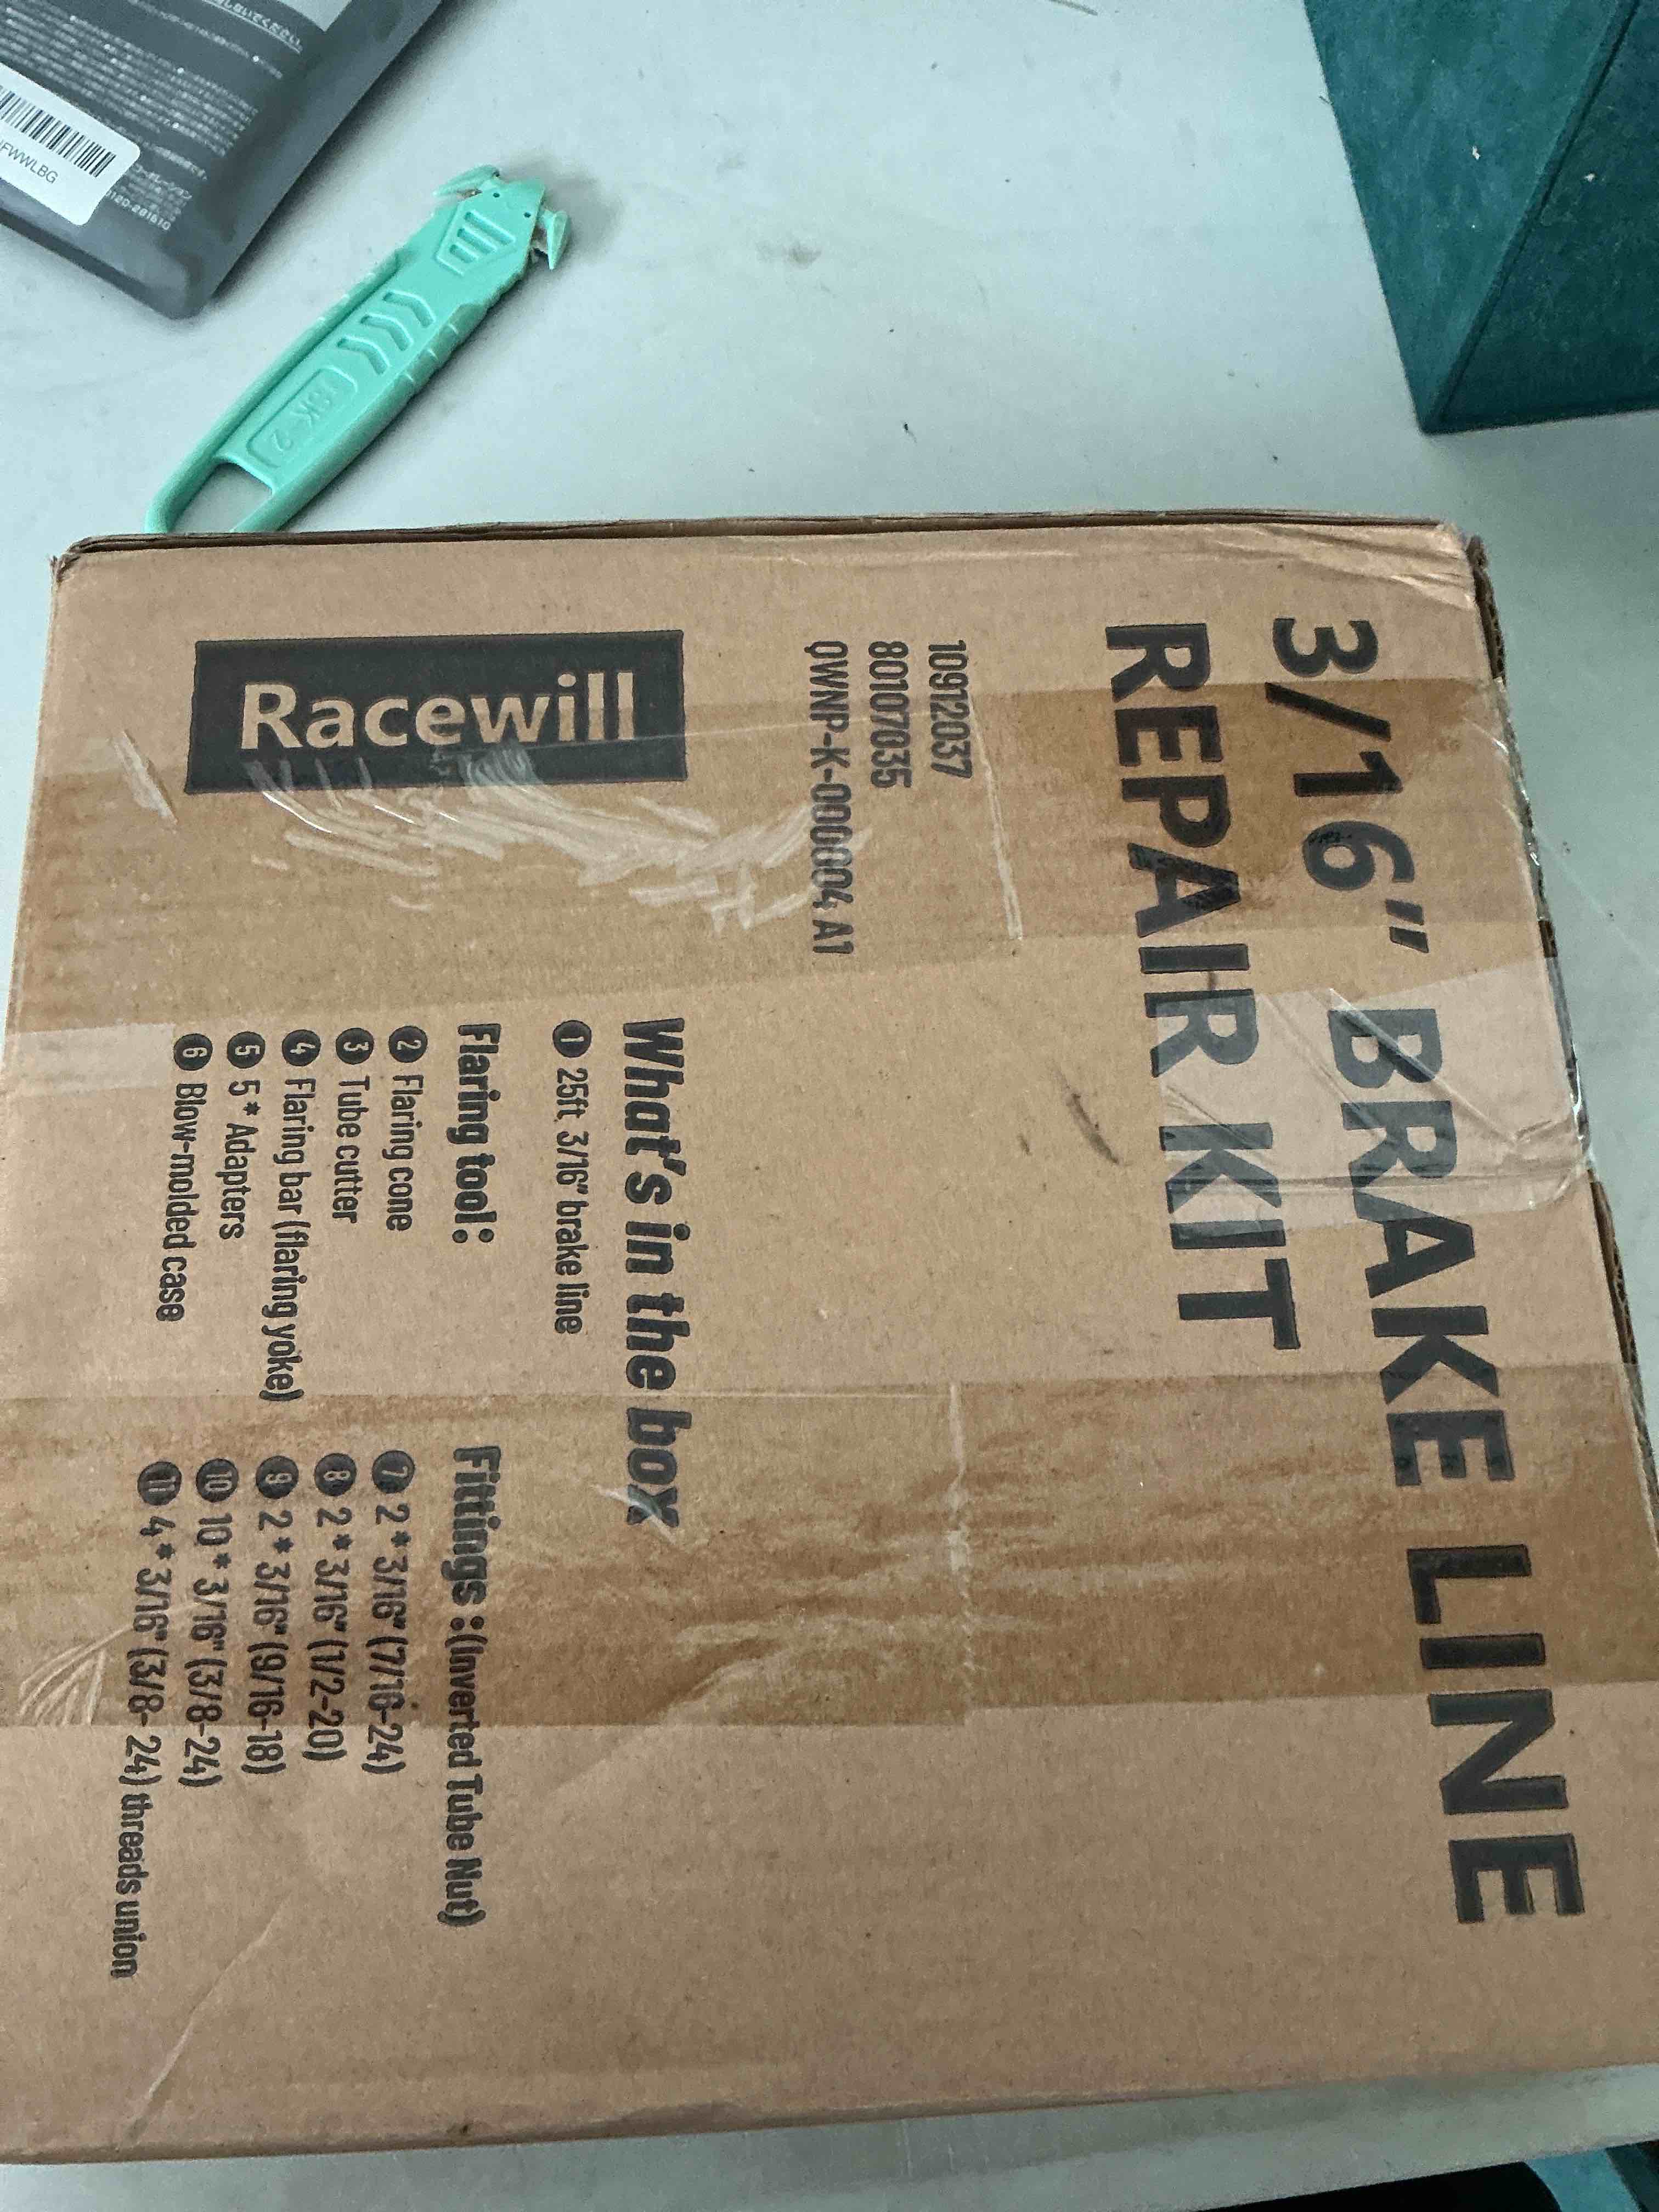 3/16" BRAKE LINE
REPAIR KIT
10912037
80107035
QWNP-K-000004 A1
Racewill
What's in the box
① 25ft 3/16" brake line
Flaring tool:
② Flaring cone
③ Tube cutter
④ Flaring bar (flaring yoke)
⑤ 5* Adapters
⑥ Blow-molded case
Fittings:(Inverted Tube Nut)
⑦ 2*3/16" (7/16-24)
⑧ 2*3/16" (1/2-20)
⑨ 2*3/16" (9/16-18)
⑩ 10*3/16" (3/8-24)
⑪ 4*3/16" (3/8-24) threads union
FWWLBG